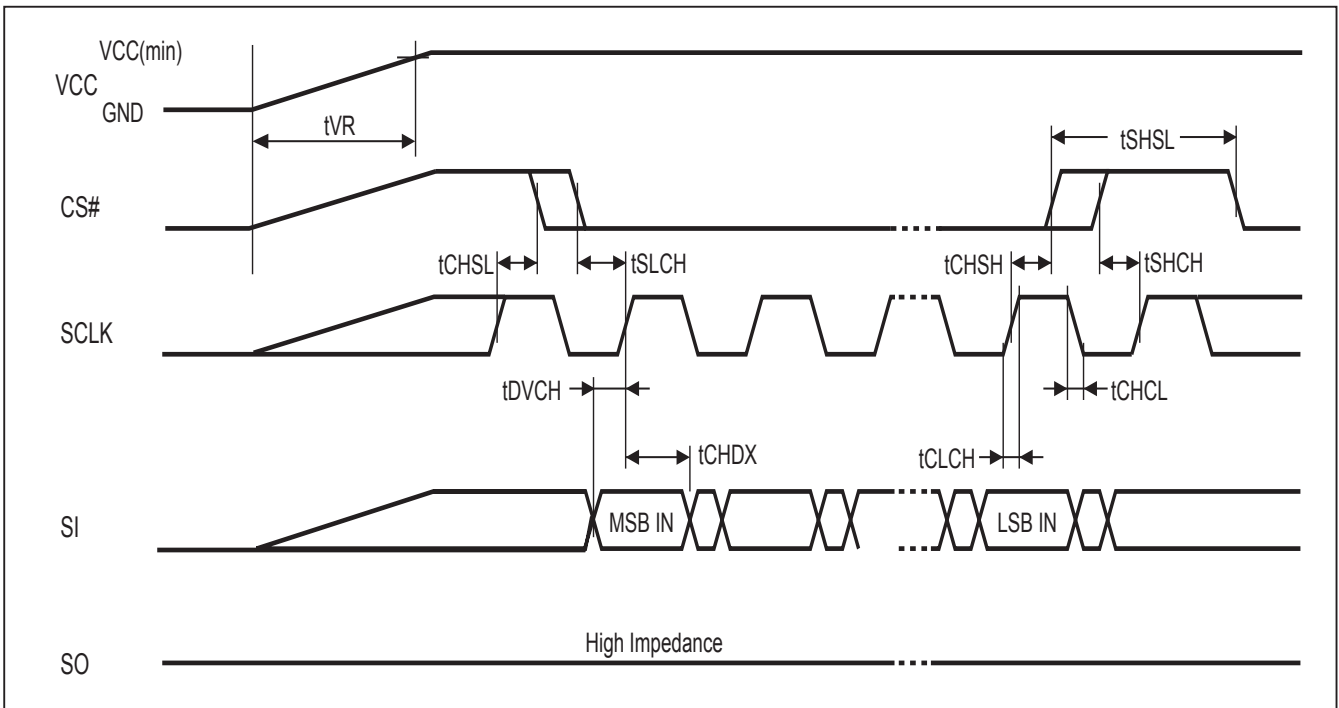 VCC(min)
VCC
GND
tVR
tSHSL
CS#
tCHSL
tSLCH
tCHSH
tSHCH
SCLK
tDVCH
tCHCL
tCHDX
tCLCH
SI
MSB IN
LSB IN
High Impedance
SO